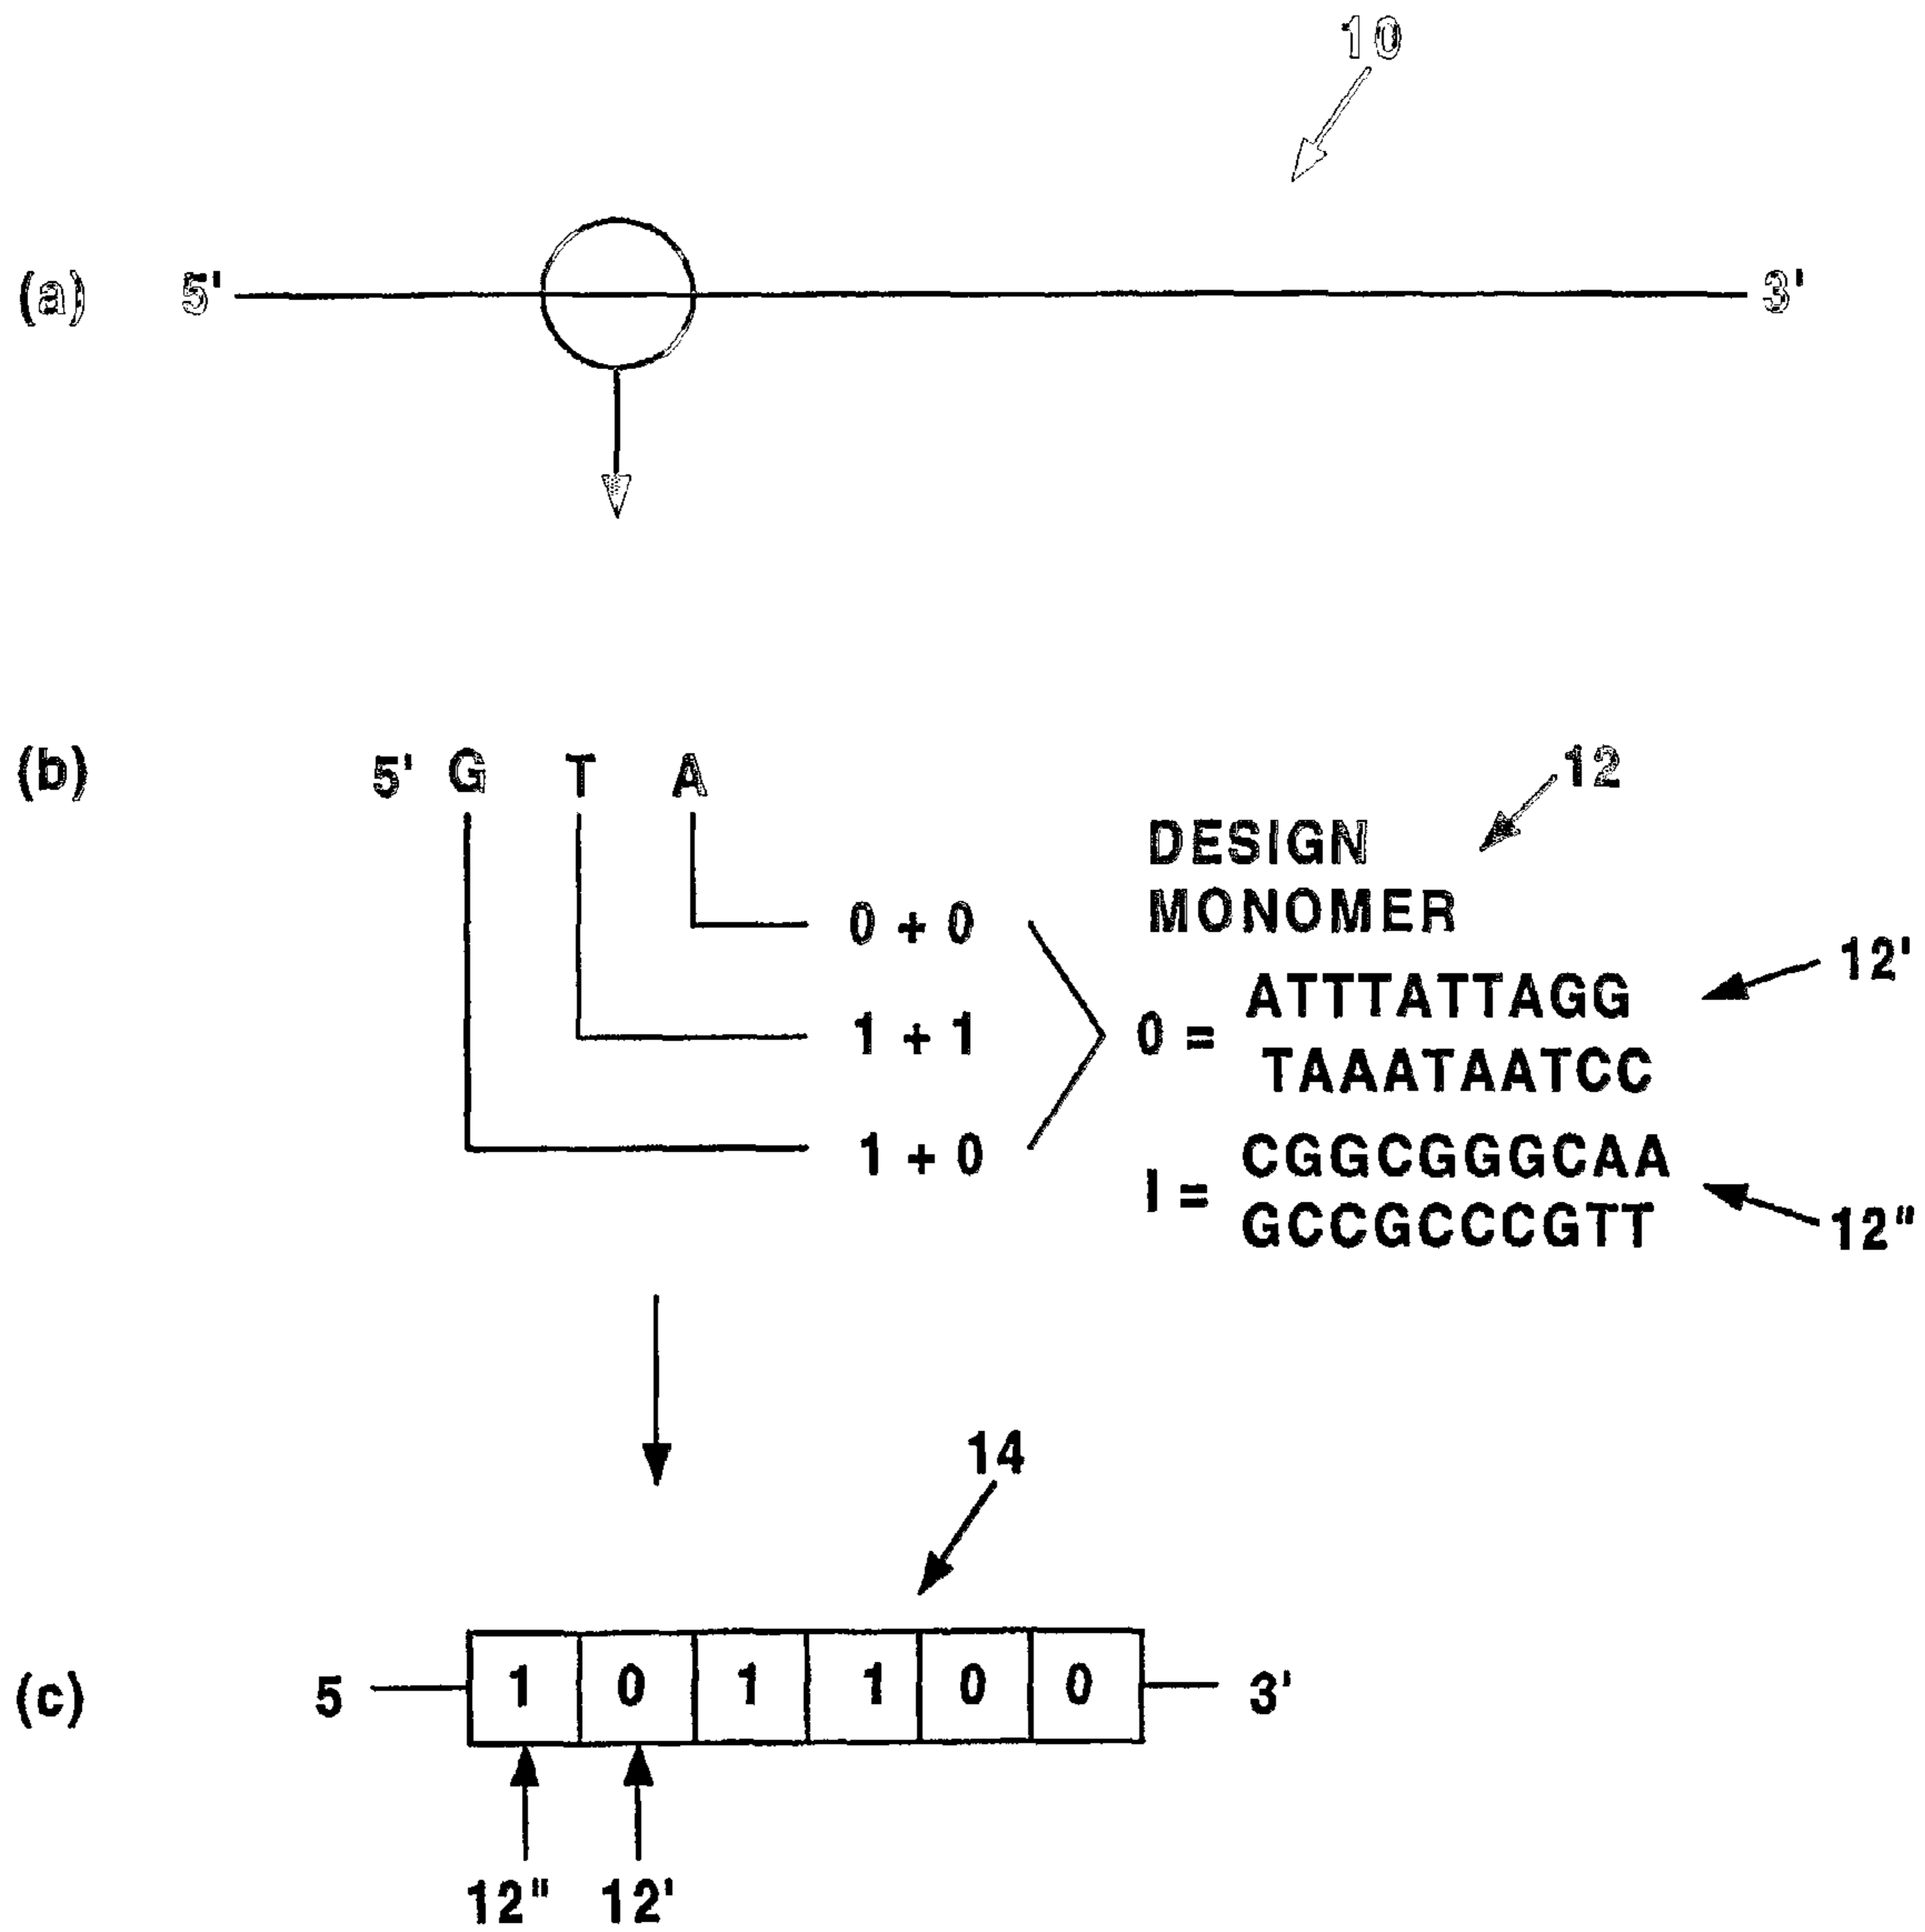 10
(a) 5' 3'
(b) 5' G T A
12
DESIGN
MONOMER
0 + 0
12'
ATTTATTAGG
1 + 1 0 =
TAAATAATCC
CGGCGGGCAA
1 + 0
I =
GCCGCCCGTT
12"
14
(c) 5 1 0 1 1 0 0 3'
12" 12'